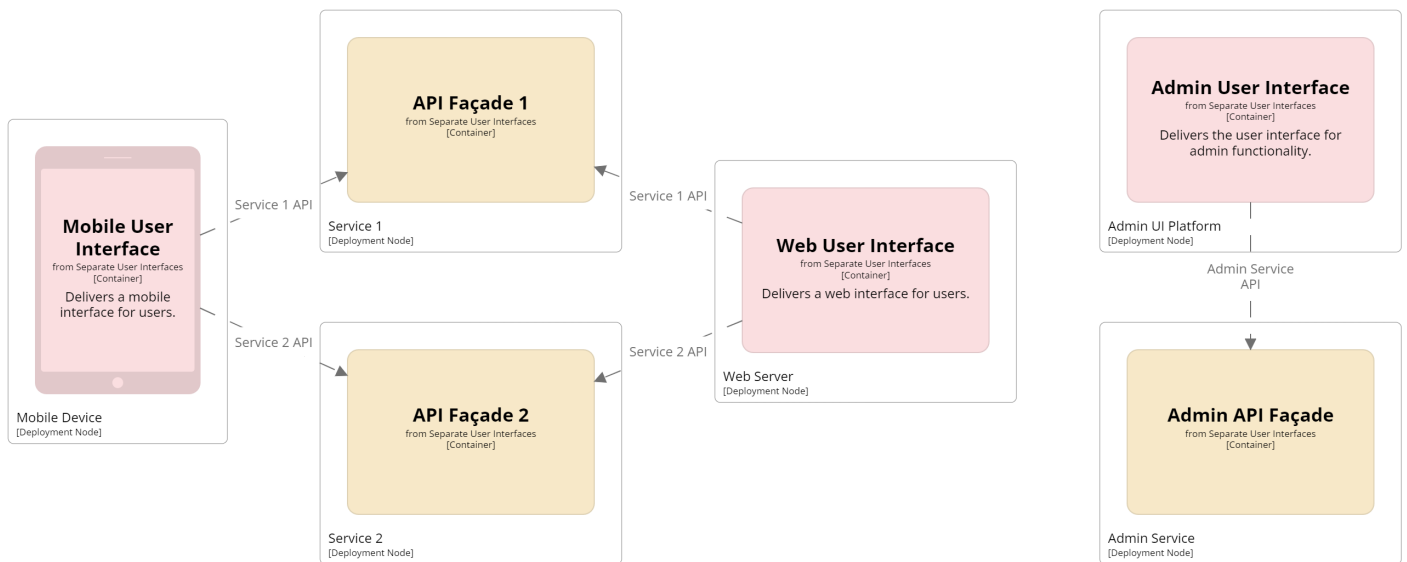 Mobile User
Interface
from Separate User Interfaces
[Container]
Delivers a mobile
interface for users.
Mobile Device
[Deployment Node]
Service 1 API
Service 2 API
API Façade 1
from Separate User Interfaces
[Container]
Service 1
[Deployment Node]
API Façade 2
from Separate User Interfaces
[Container]
Service 2
[Deployment Node]
Service 1 API
Service 2 API
Web User Interface
from Separate User Interfaces
[Container]
Delivers a web interface for users.
Web Server
[Deployment Node]
Admin User Interface
from Separate User Interfaces
[Container]
Delivers the user interface for
admin functionality.
Admin UI Platform
[Deployment Node]
Admin Service
API
Admin API Façade
from Separate User Interfaces
[Container]
Admin Service
[Deployment Node]